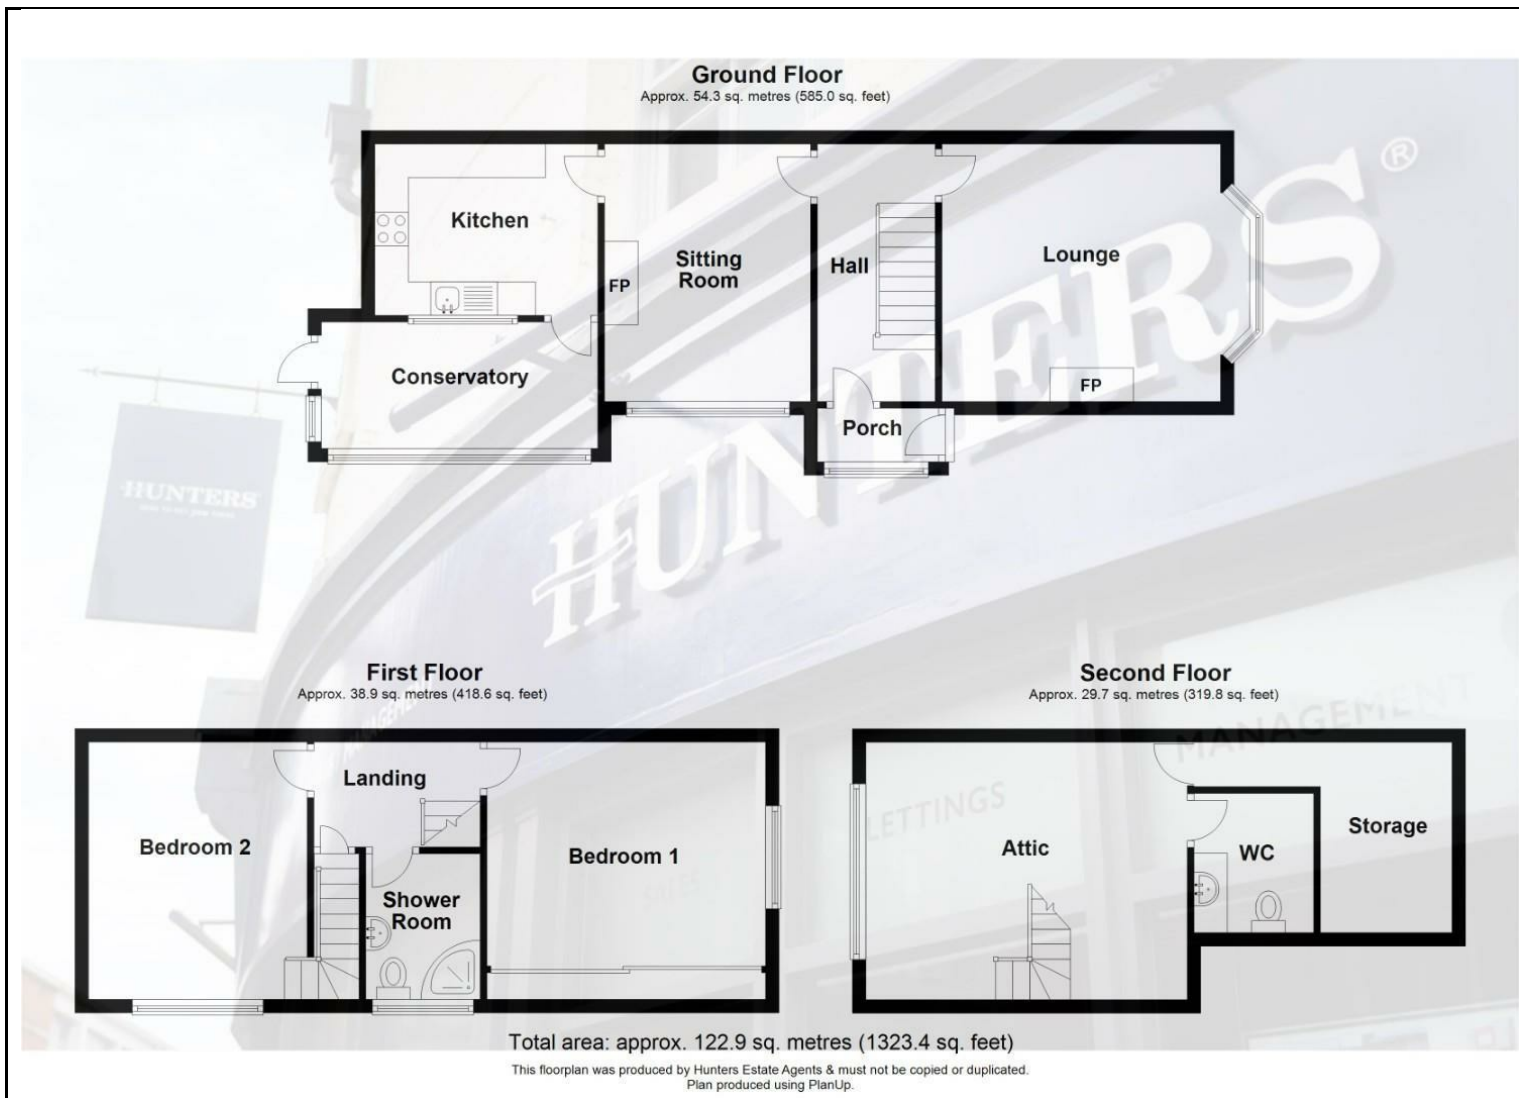 Ground Floor
Approx. 54.3 sq. metres (585.0 sq. feet)
Kitchen
Sitting
Room
FP
Hall
Lounge
FP
Conservatory
Porch
HUNTERS®
HUNTERS
First Floor
Approx. 38.9 sq. metres (418.6 sq. feet)
MANAGEMENT
Landing
Bedroom 2
Bedroom 1
Shower
Room
SALES
Second Floor
Approx. 29.7 sq. metres (319.8 sq. feet)
MANAGEMENT
LETTINGS
Attic
WC
Storage
Total area: approx. 122.9 sq. metres (1323.4 sq. feet)
This floorplan was produced by Hunters Estate Agents & must not be copied or duplicated.
Plan produced using PlanUp.